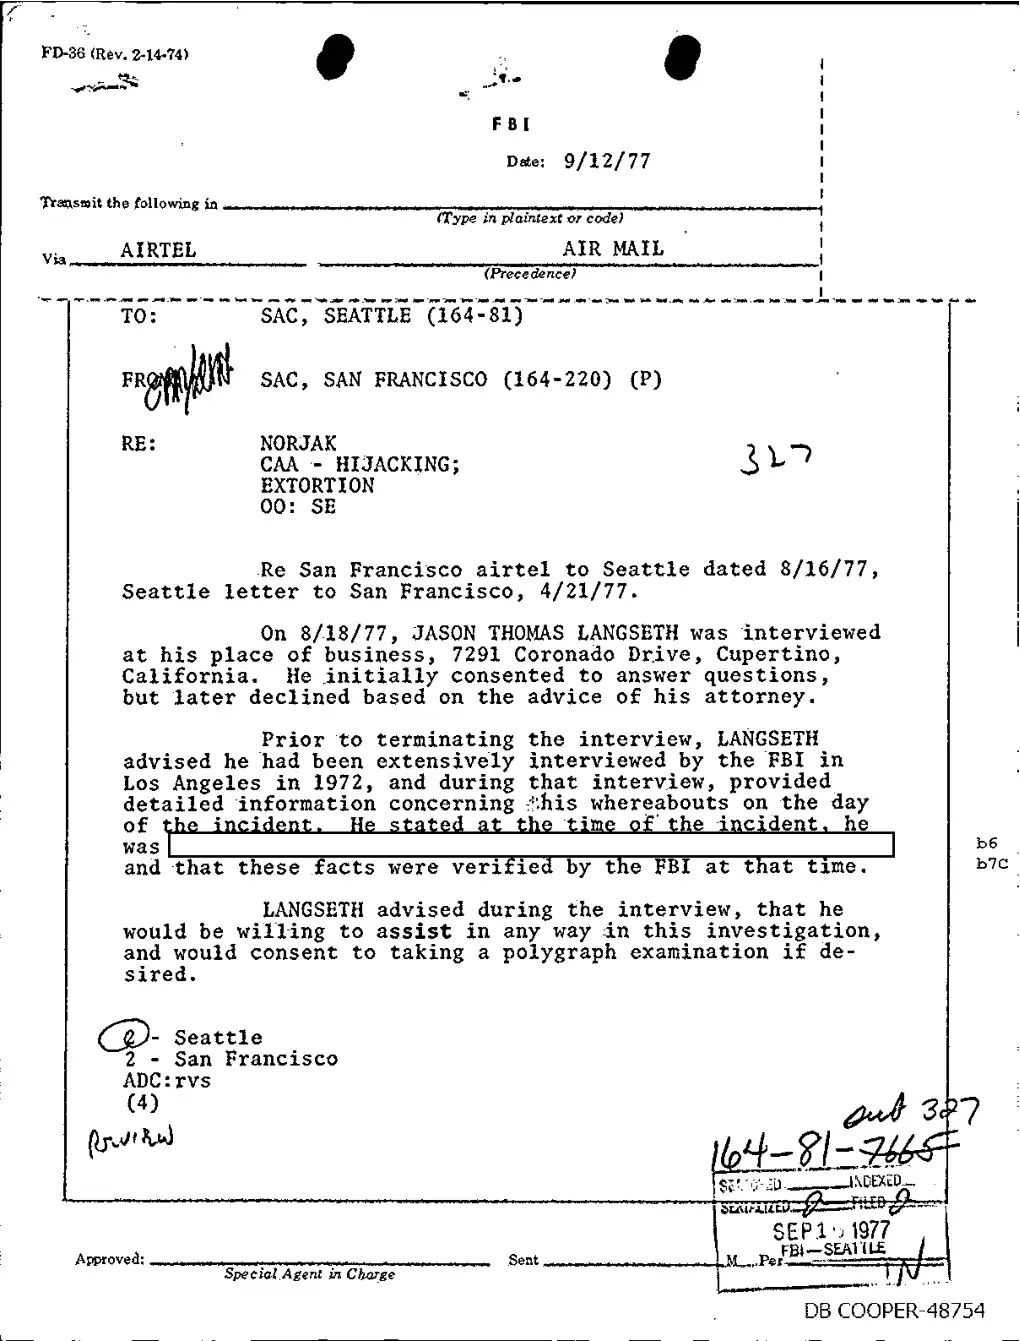 FD-36 (Rev. 2-14-74)
FBI
Date: 9/12/77
Transmit the following in
(Type in plaintext or code)
Via AIRTEL AIR MAIL
(Precedence)
TO: SAC, SEATTLE (164-81)
FROM SAC, SAN FRANCISCO (164-220) (P)
RE: NORJAK
CAA - HIJACKING;
EXTORTION
OO: SE
327
Re San Francisco airtel to Seattle dated 8/16/77,
Seattle letter to San Francisco, 4/21/77.
On 8/18/77, JASON THOMAS LANGSETH was interviewed
at his place of business, 7291 Coronado Drive, Cupertino,
California. He initially consented to answer questions,
but later declined based on the advice of his attorney.
Prior to terminating the interview, LANGSETH
advised he had been extensively interviewed by the FBI in
Los Angeles in 1972, and during that interview, provided
detailed information concerning his whereabouts on the day
of the incident. He stated at the time of the incident, he
was
and that these facts were verified by the FBI at that time.
b6
b7C
LANGSETH advised during the interview, that he
would be willing to assist in any way in this investigation,
and would consent to taking a polygraph examination if de-
sired.
2 - Seattle
2 - San Francisco
ADC:rvs
(4)
sub 327
164-81-7665
INDEXED
SERIALIZED FILED
SEP 1 1977
FBI—SEATTLE
Approved: Sent M Per
Special Agent in Charge
DB COOPER-48754